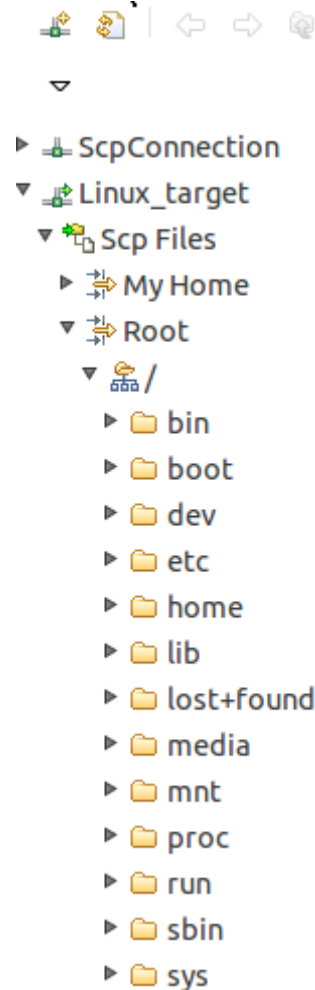 ScpConnection
Linux_target
Scp Files
My Home
Root
/
bin
boot
dev
etc
home
lib
lost+found
media
mnt
proc
run
sbin
sys